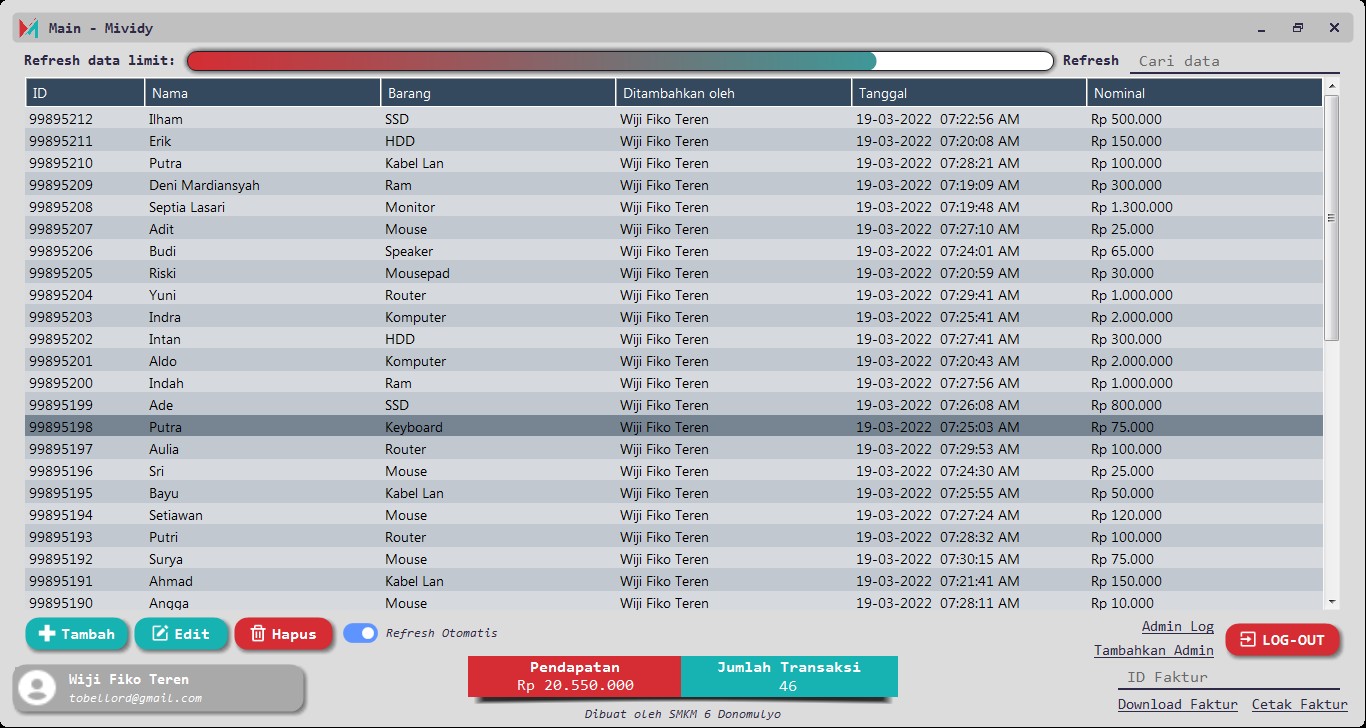 Main - Mividy
Refresh data limit: Refresh Cari data
ID Nama Barang Ditambahkan oleh Tanggal Nominal
99895212 Ilham SSD Wiji Fiko Teren 19-03-2022 07:22:56 AM Rp 500.000
99895211 Erik HDD Wiji Fiko Teren 19-03-2022 07:20:08 AM Rp 150.000
99895210 Putra Kabel Lan Wiji Fiko Teren 19-03-2022 07:28:21 AM Rp 100.000
99895209 Deni Mardiansyah Ram Wiji Fiko Teren 19-03-2022 07:19:09 AM Rp 300.000
99895208 Septia Lasari Monitor Wiji Fiko Teren 19-03-2022 07:19:48 AM Rp 1.300.000
99895207 Adit Mouse Wiji Fiko Teren 19-03-2022 07:27:10 AM Rp 25.000
99895206 Budi Speaker Wiji Fiko Teren 19-03-2022 07:24:01 AM Rp 65.000
99895205 Riski Mousepad Wiji Fiko Teren 19-03-2022 07:20:59 AM Rp 30.000
99895204 Yuni Router Wiji Fiko Teren 19-03-2022 07:29:41 AM Rp 1.000.000
99895203 Indra Komputer Wiji Fiko Teren 19-03-2022 07:25:41 AM Rp 2.000.000
99895202 Intan HDD Wiji Fiko Teren 19-03-2022 07:27:41 AM Rp 300.000
99895201 Aldo Komputer Wiji Fiko Teren 19-03-2022 07:20:43 AM Rp 2.000.000
99895200 Indah Ram Wiji Fiko Teren 19-03-2022 07:27:56 AM Rp 1.000.000
99895199 Ade SSD Wiji Fiko Teren 19-03-2022 07:26:08 AM Rp 800.000
99895198 Putra Keyboard Wiji Fiko Teren 19-03-2022 07:25:03 AM Rp 75.000
99895197 Aulia Router Wiji Fiko Teren 19-03-2022 07:29:53 AM Rp 100.000
99895196 Sri Mouse Wiji Fiko Teren 19-03-2022 07:24:30 AM Rp 25.000
99895195 Bayu Kabel Lan Wiji Fiko Teren 19-03-2022 07:25:55 AM Rp 50.000
99895194 Setiawan Mouse Wiji Fiko Teren 19-03-2022 07:27:24 AM Rp 120.000
99895193 Putri Router Wiji Fiko Teren 19-03-2022 07:28:32 AM Rp 100.000
99895192 Surya Mouse Wiji Fiko Teren 19-03-2022 07:30:15 AM Rp 75.000
99895191 Ahmad Kabel Lan Wiji Fiko Teren 19-03-2022 07:21:41 AM Rp 150.000
99895190 Angga Mouse Wiji Fiko Teren 19-03-2022 07:28:11 AM Rp 10.000
Tambah Edit Hapus Refresh Otomatis
Admin Log
Tambahkan Admin
LOG-OUT
Wiji Fiko Teren
tobellord@gmail.com
Pendapatan
Rp 20.550.000
Jumlah Transaksi
46
Dibuat oleh SMKM 6 Donomulyo
ID Faktur
Download Faktur Cetak Faktur